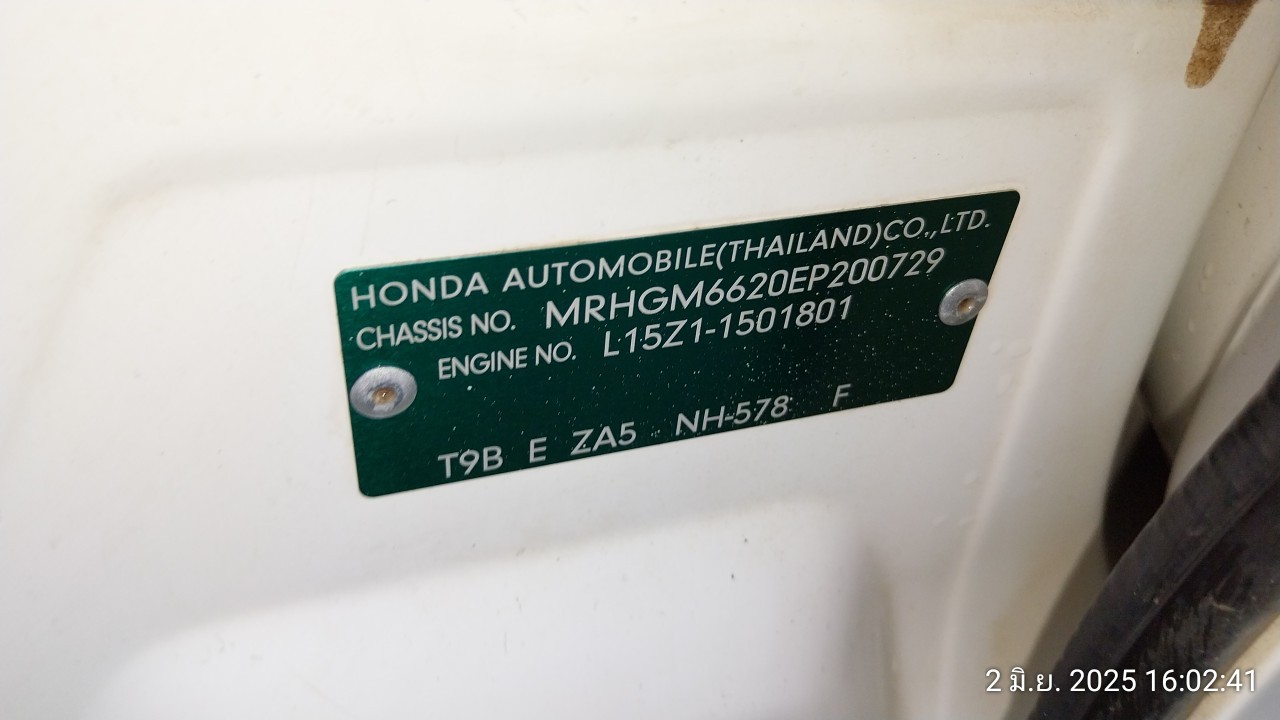 HONDA AUTOMOBILE(THAILAND)CO.,LTD.
CHASSIS NO. MRHGM6620EP200729
ENGINE NO. L15Z1-1501801
T9B E ZA5 NH-578 F
2 มิ.ย. 2025 16:02:41